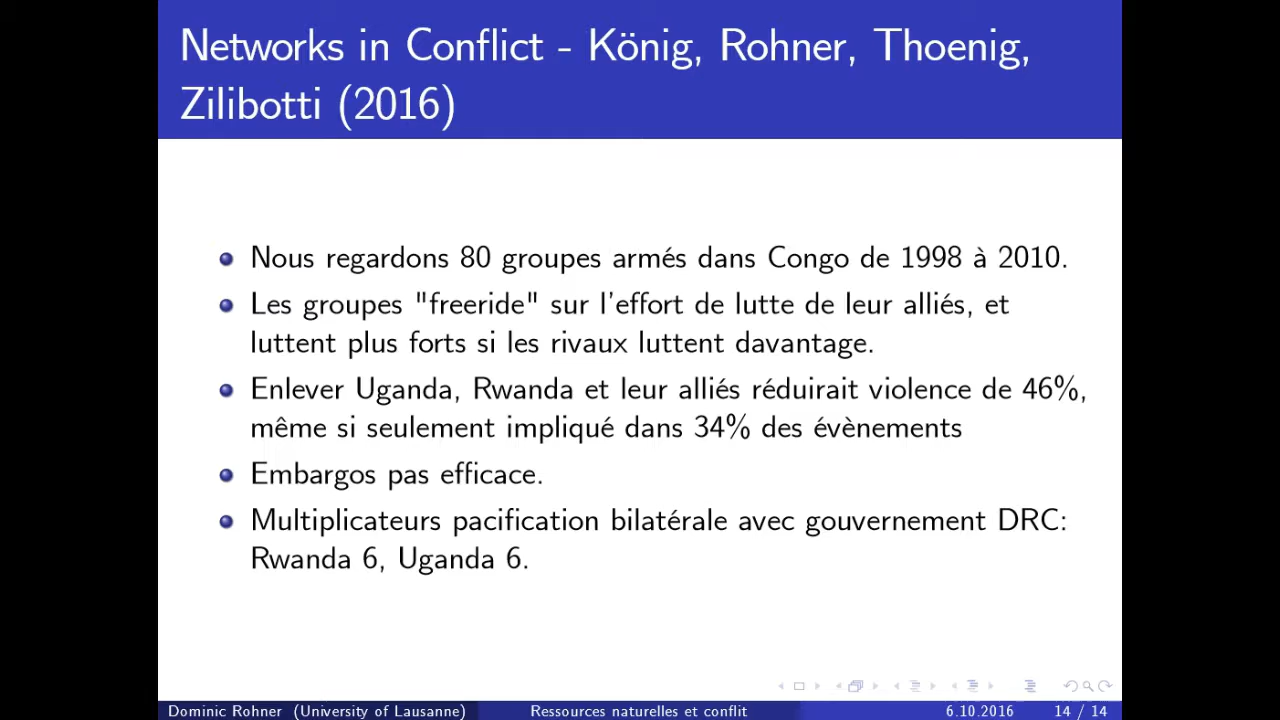 Networks in Conflict - König, Rohner, Thoenig,
Zilibotti (2016)
Nous regardons 80 groupes armés dans Congo de 1998 à 2010.
Les groupes "freeride" sur l'effort de lutte de leur alliés, et
luttent plus forts si les rivaux luttent davantage.
Enlever Uganda, Rwanda et leur alliés réduirait violence de 46%,
même si seulement impliqué dans 34% des évènements
Embargos pas efficace.
Multiplicateurs pacification bilatérale avec gouvernement DRC:
Rwanda 6, Uganda 6.
Dominic Rohner (University of Lausanne) Ressources naturelles et conflit 6.10.2016 14 / 14